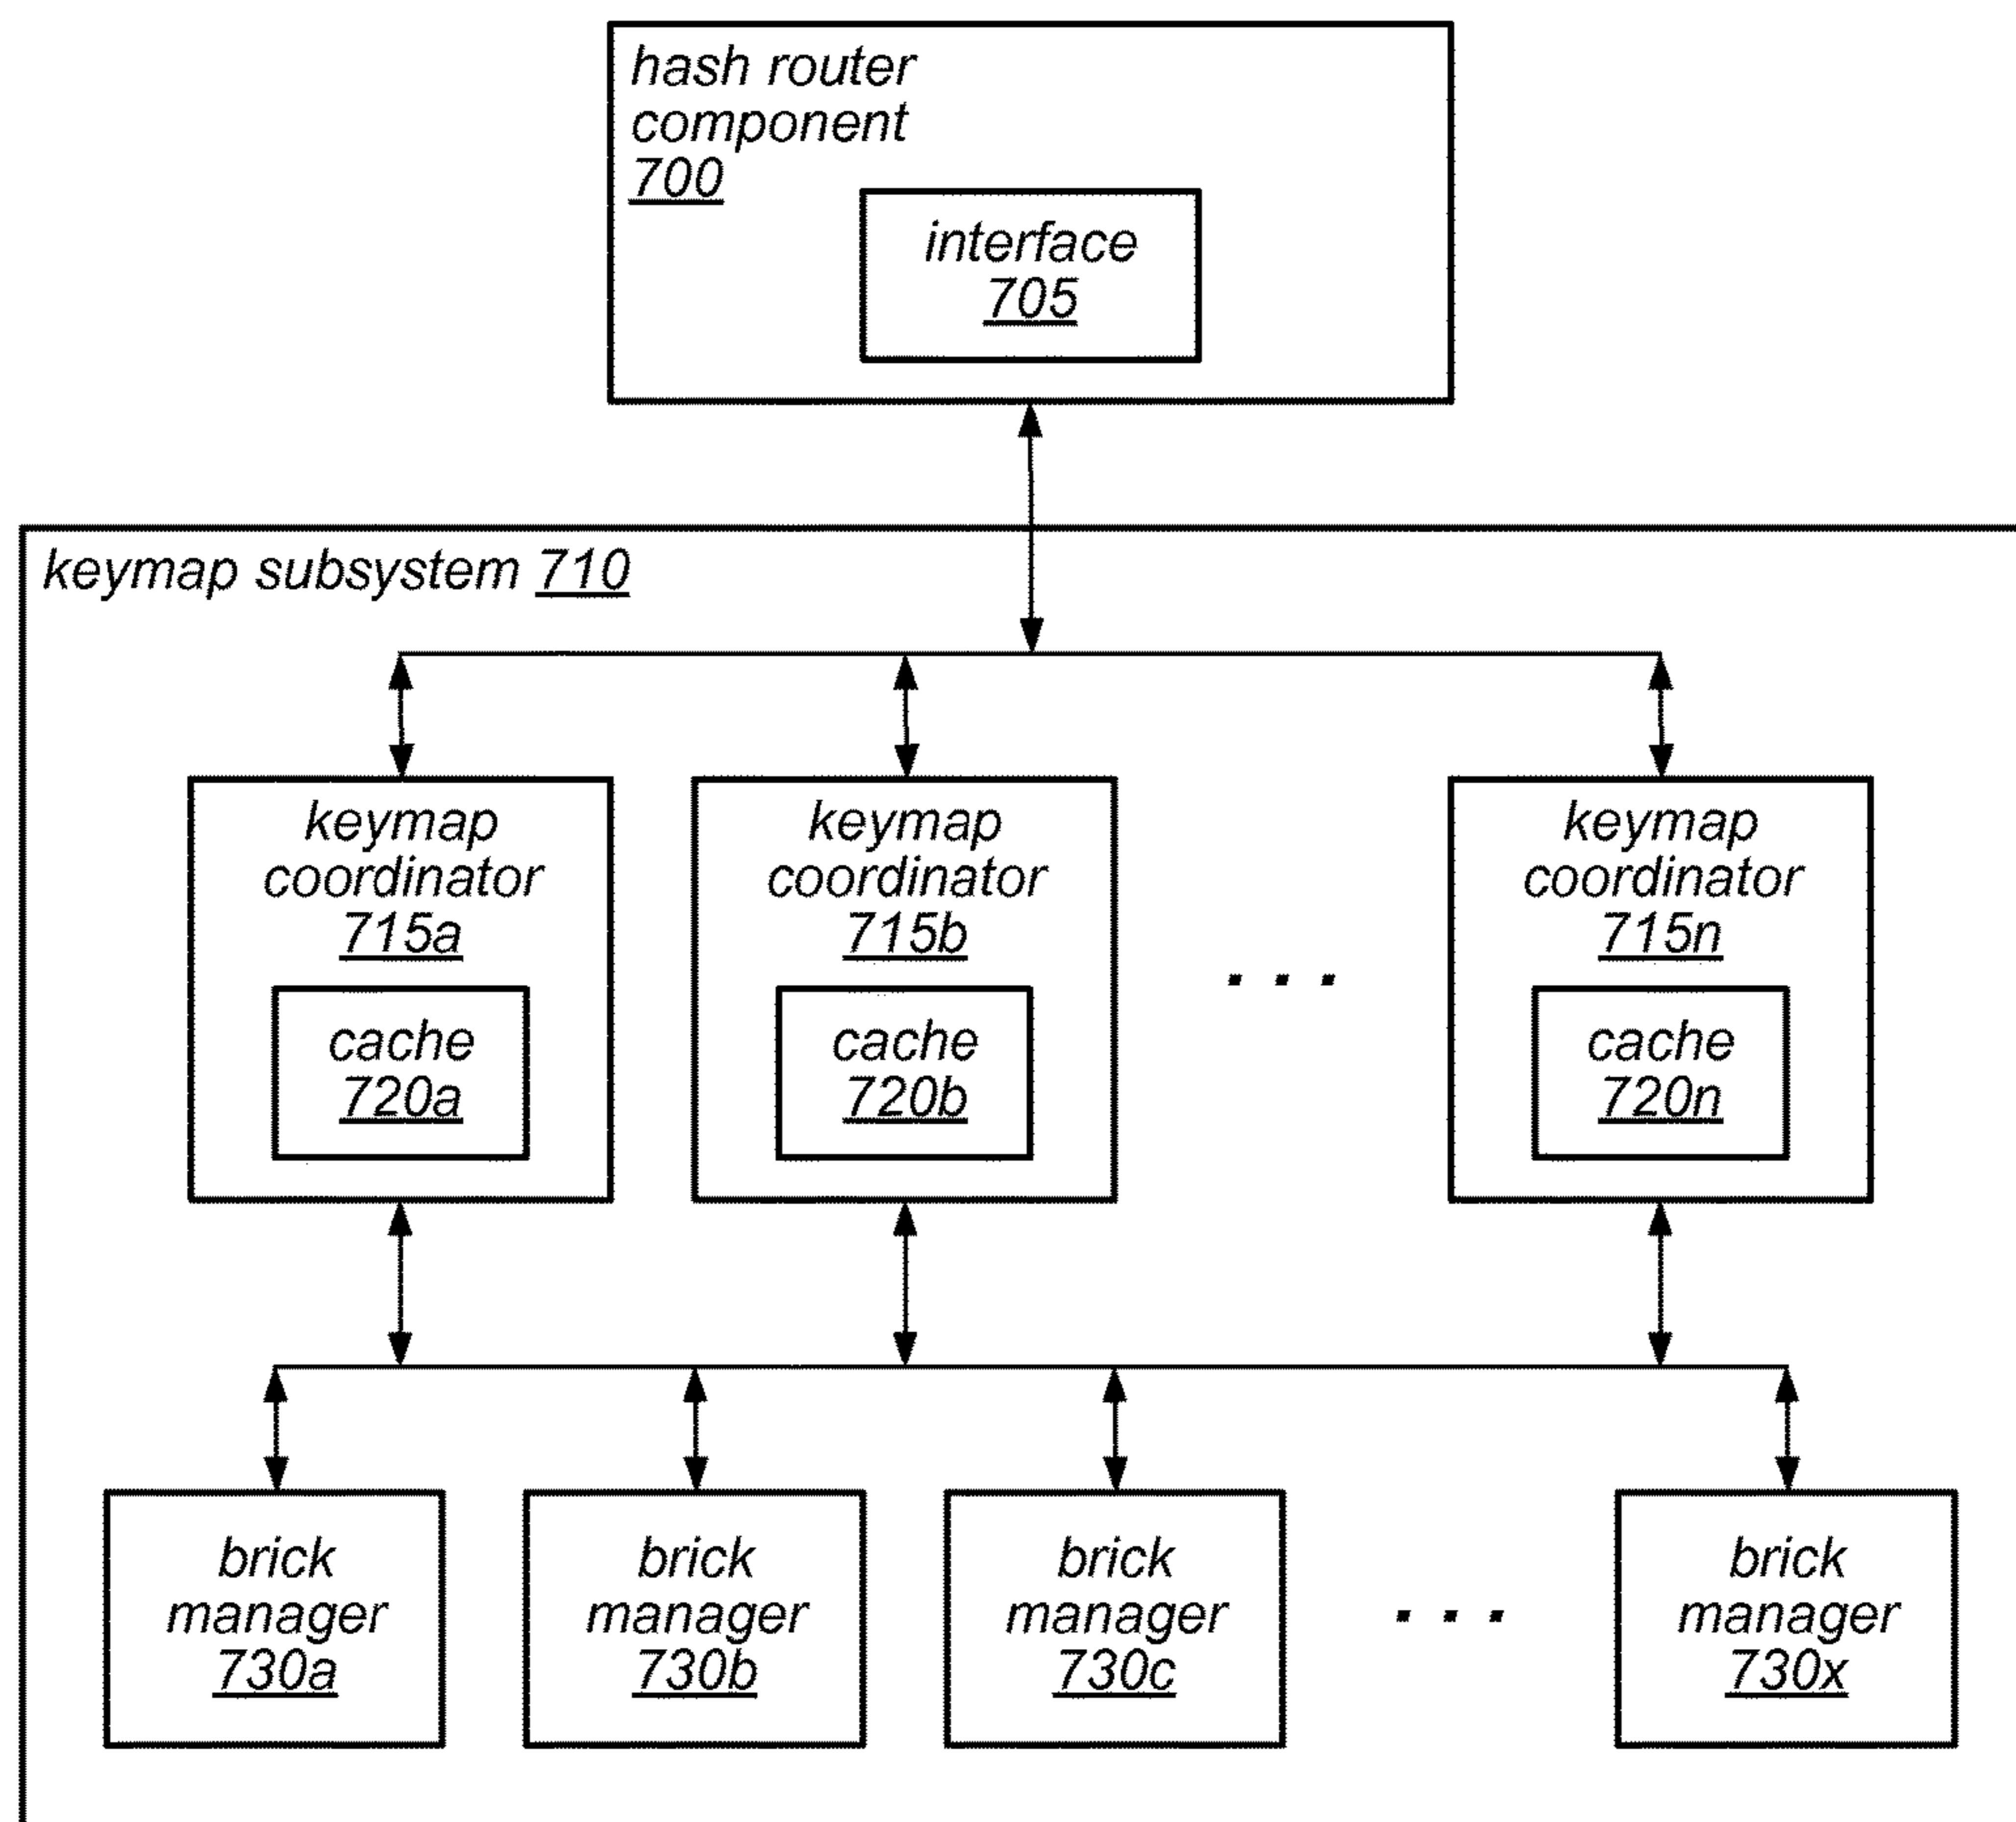 hash router
component
700
interface
705
keymap subsystem 710
keymap
coordinator
715a
cache
720a
keymap
coordinator
715b
cache
720b
. . .
keymap
coordinator
715n
cache
720n
brick
manager
730a
brick
manager
730b
brick
manager
730c
. . .
brick
manager
730x